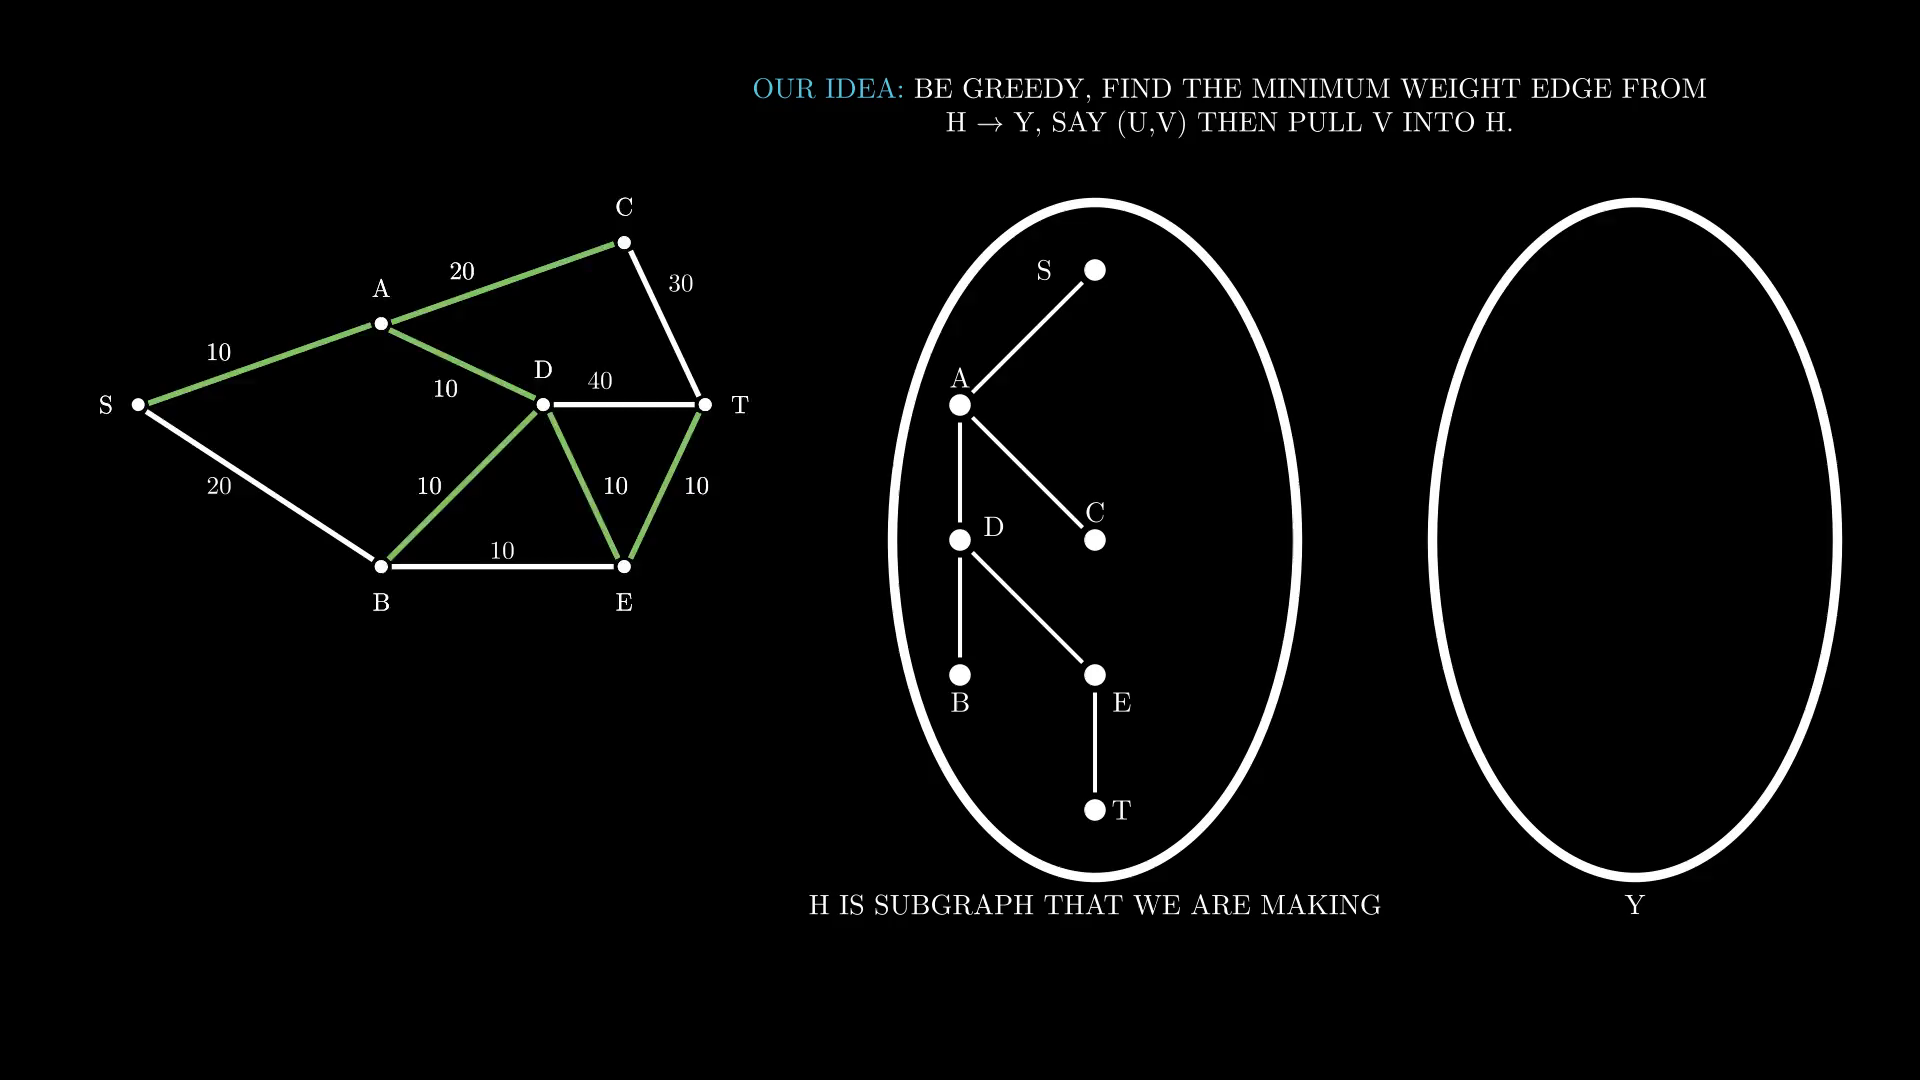 OUR IDEA: BE GREEDY, FIND THE MINIMUM WEIGHT EDGE FROM
H → Y, SAY (U,V) THEN PULL V INTO H.
C
20
30
A
10
10
D
40
S
T
20
10
10
10
10
B
E
S
A
D
C
B
E
T
H IS SUBGRAPH THAT WE ARE MAKING
Y